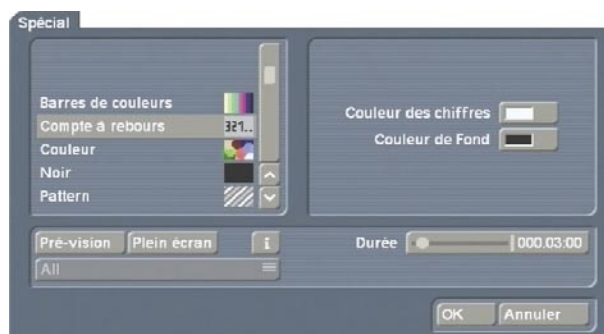 Spécial
Barres de couleurs
Compte à rebours
321..
Couleur
Noir
Pattern
Couleur des chiffres
Couleur de Fond
Pré-vision
Plein écran
i
All
Durée
000.03:00
OK
Annuler